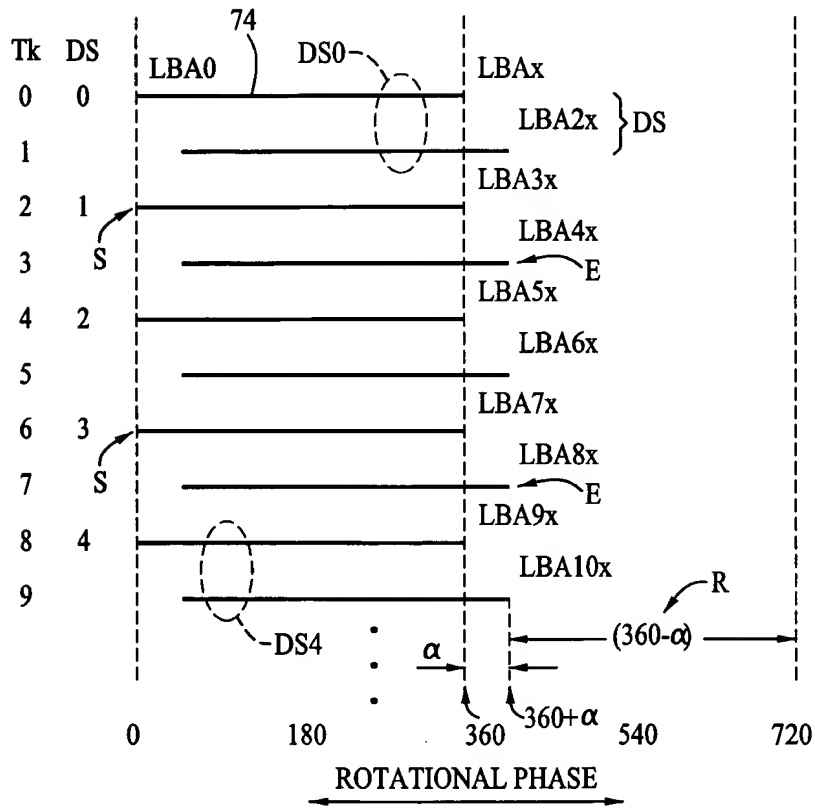 74
Tk DS LBA0 DS0 LBAx
0 0
LBA2x DS
1
LBA3x
2 1
LBA4x
S
3 E
LBA5x
4 2
LBA6x
5
LBA7x
6 3
LBA8x
S
7 E
LBA9x
8 4
LBA10x
R
9
(360-α)
DS4
α
360+α
0 180 360 540 720
ROTATIONAL PHASE